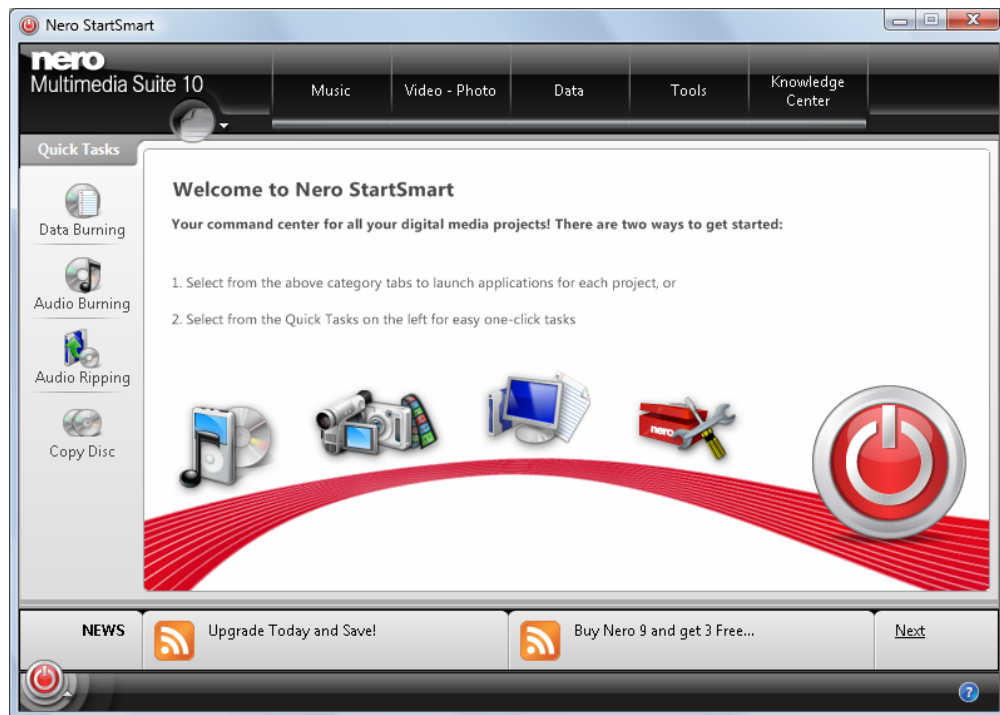 Nero StartSmart
nero
Multimedia Suite 10
Music
Video - Photo
Data
Tools
Knowledge
Center
Quick Tasks
Data Burning
Audio Burning
Audio Ripping
Copy Disc
Welcome to Nero StartSmart
Your command center for all your digital media projects! There are two ways to get started:
1. Select from the above category tabs to launch applications for each project, or
2. Select from the Quick Tasks on the left for easy one-click tasks
nero
NEWS
Upgrade Today and Save!
Buy Nero 9 and get 3 Free...
Next
?